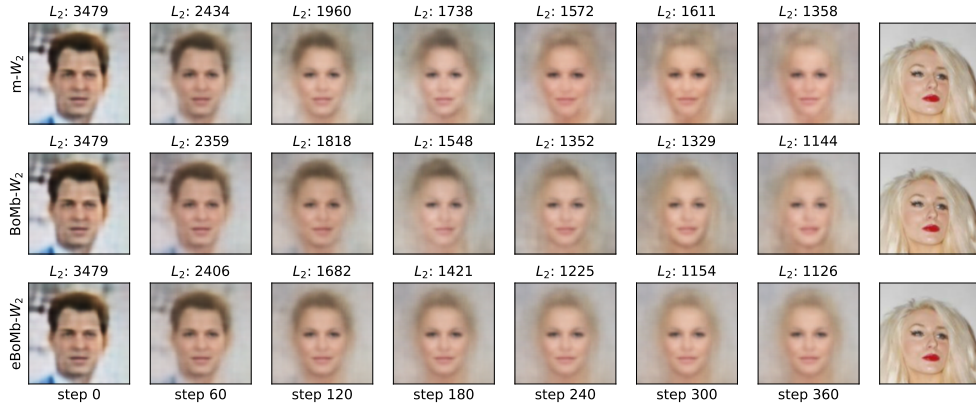 L₂: 3479 L₂: 2434 L₂: 1960 L₂: 1738 L₂: 1572 L₂: 1611 L₂: 1358
m-W₂
L₂: 3479 L₂: 2359 L₂: 1818 L₂: 1548 L₂: 1352 L₂: 1329 L₂: 1144
BoMb-W₂
L₂: 3479 L₂: 2406 L₂: 1682 L₂: 1421 L₂: 1225 L₂: 1154 L₂: 1126
eBoMb-W₂
step 0 step 60 step 120 step 180 step 240 step 300 step 360